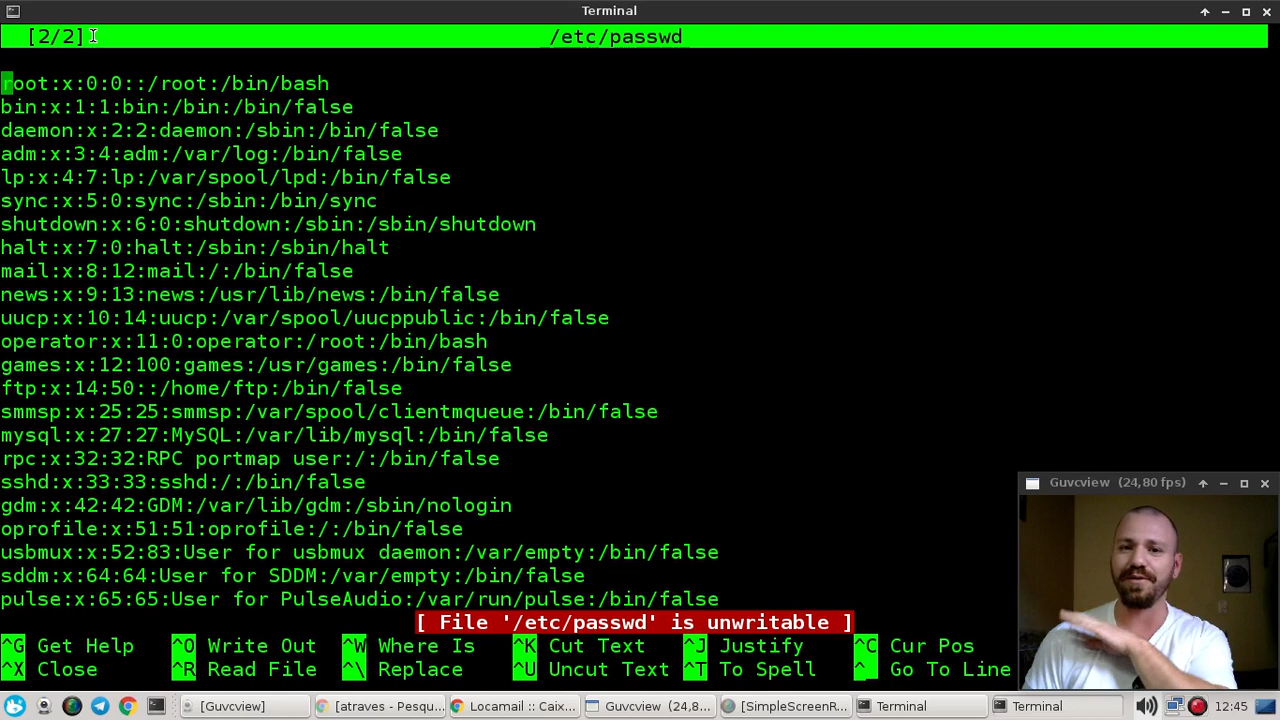 Terminal
[2/2] /etc/passwd
root:x:0:0::/root:/bin/bash
bin:x:1:1:bin:/bin:/bin/false
daemon:x:2:2:daemon:/sbin:/bin/false
adm:x:3:4:adm:/var/log:/bin/false
lp:x:4:7:lp:/var/spool/lpd:/bin/false
sync:x:5:0:sync:/sbin:/bin/sync
shutdown:x:6:0:shutdown:/sbin:/sbin/shutdown
halt:x:7:0:halt:/sbin:/sbin/halt
mail:x:8:12:mail:/:/bin/false
news:x:9:13:news:/usr/lib/news:/bin/false
uucp:x:10:14:uucp:/var/spool/uucppublic:/bin/false
operator:x:11:0:operator:/root:/bin/bash
games:x:12:100:games:/usr/games:/bin/false
ftp:x:14:50::/home/ftp:/bin/false
smmsp:x:25:25:smmsp:/var/spool/clientmqueue:/bin/false
mysql:x:27:27:MySQL:/var/lib/mysql:/bin/false
rpc:x:32:32:RPC portmap user:/:/bin/false
sshd:x:33:33:sshd:/:/bin/false
gdm:x:42:42:GDM:/var/lib/gdm:/sbin/nologin
oprofile:x:51:51:oprofile:/:/bin/false
usbmux:x:52:83:User for usbmux daemon:/var/empty:/bin/false
sddm:x:64:64:User for SDDM:/var/empty:/bin/false
pulse:x:65:65:User for PulseAudio:/var/run/pulse:/bin/false
[ File '/etc/passwd' is unwritable ]
^G Get Help ^O Write Out ^W Where Is ^K Cut Text ^J Justify ^C Cur Pos
^X Close ^R Read File ^\ Replace ^U Uncut Text ^T To Spell ^_ Go To Line
Guvcview (24,80 fps)
[Guvcview] [atraves - Pesqu... Locamail :: Caix... Guvcview (24,8... [SimpleScreenR... Terminal Terminal 12:45